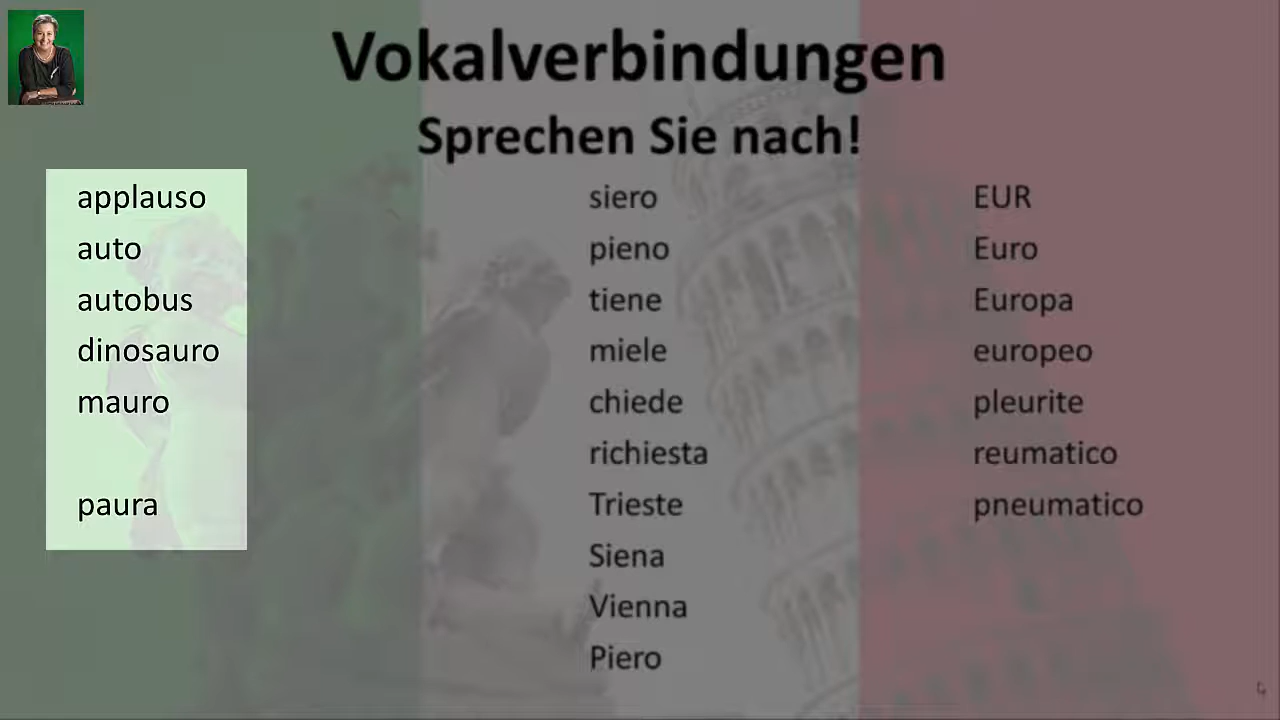 Vokalverbindungen
Sprechen Sie nach!
applauso
auto
autobus
dinosauro
mauro
paura
siero
pieno
tiene
miele
chiede
richiesta
Trieste
Siena
Vienna
Piero
EUR
Euro
Europa
europeo
pleurite
reumatico
pneumatico
4